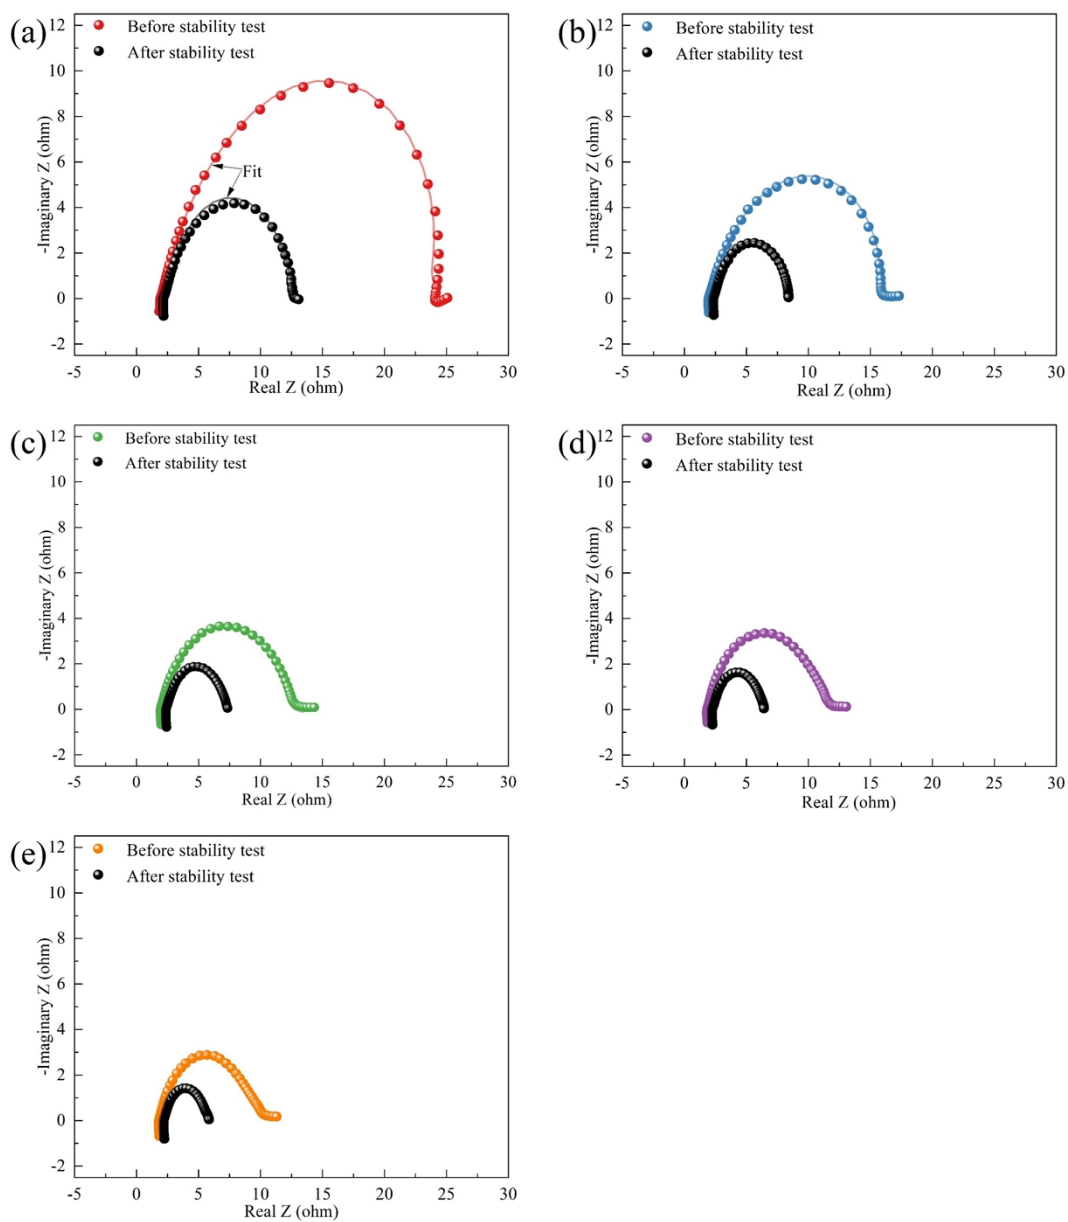 (a)
Before stability test
After stability test
Fit
12
10
8
6
4
2
0
-2
-5 0 5 10 15 20 25 30
-Imaginary Z (ohm)
Real Z (ohm)
(b)
Before stability test
After stability test
12
10
8
6
4
2
0
-2
-5 0 5 10 15 20 25 30
-Imaginary Z (ohm)
Real Z (ohm)
(c)
Before stability test
After stability test
12
10
8
6
4
2
0
-2
-5 0 5 10 15 20 25 30
-Imaginary Z (ohm)
Real Z (ohm)
(d)
Before stability test
After stability test
12
10
8
6
4
2
0
-2
-5 0 5 10 15 20 25 30
-Imaginary Z (ohm)
Real Z (ohm)
(e)
Before stability test
After stability test
12
10
8
6
4
2
0
-2
-5 0 5 10 15 20 25 30
-Imaginary Z (ohm)
Real Z (ohm)